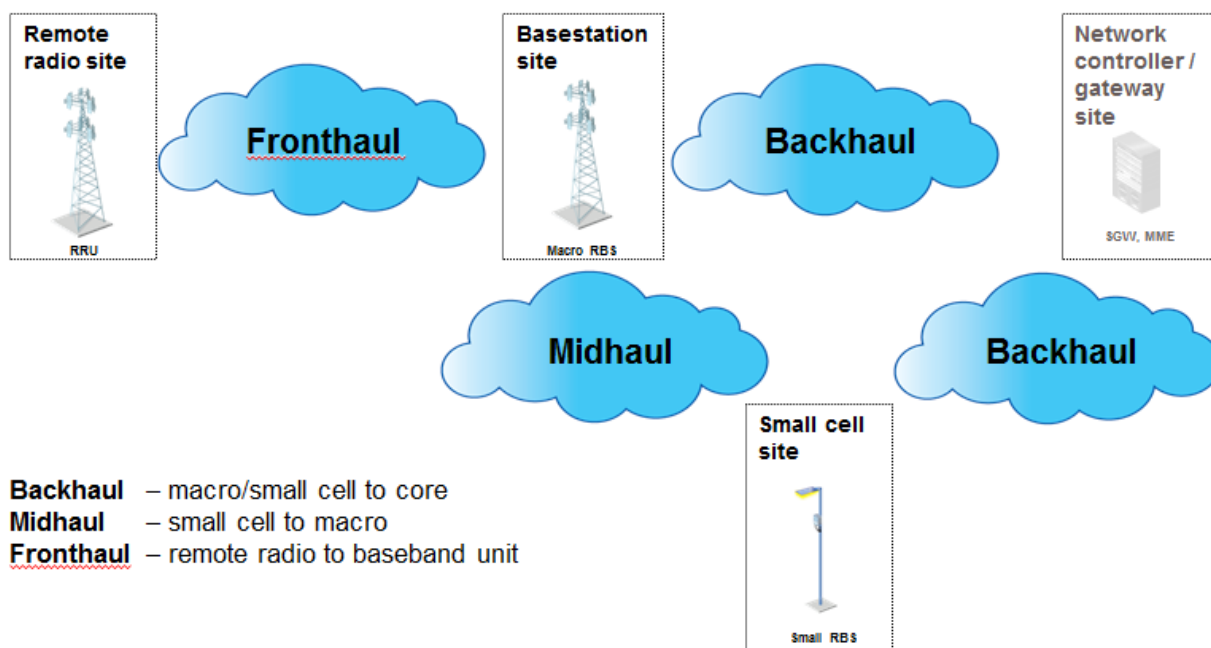 Remote
radio site
RRU
Fronthaul
Basestation
site
Macro RBS
Backhaul
Network
controller /
gateway
site
SGW, MME
Midhaul
Backhaul
Small cell
site
Small RBS
Backhaul – macro/small cell to core
Midhaul – small cell to macro
Fronthaul – remote radio to baseband unit